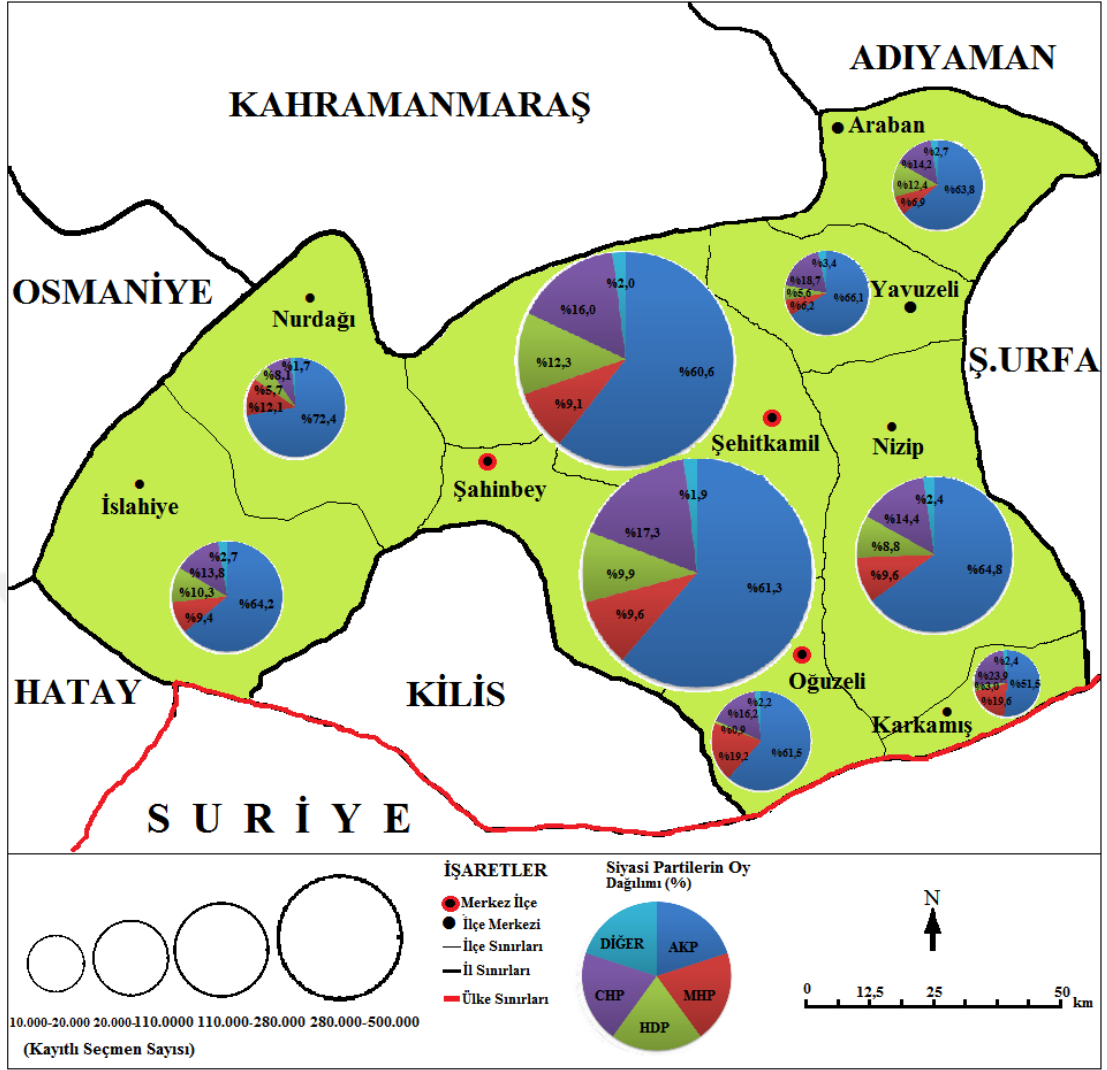 ADIYAMAN
KAHRAMANMARAŞ
Araban
%2,7
%14,2
%12,4
%63,8
%6,9
OSMANİYE
Nurdağı
%2,0
%16,0
%12,3
%60,6
%9,1
%3,4
%18,7
%5,6
%66,1
%6,2
Yavuzeli
Ş.URFA
%1,7
%8,1
%5,7
%12,1
%72,4
Şehitkamil
Nizip
Şahinbey
İslahiye
%1,9
%17,3
%9,9
%61,3
%9,6
%2,4
%14,4
%8,8
%64,8
%9,6
%2,7
%13,8
%10,3
%64,2
%9,4
HATAY
KİLİS
Oğuzeli
%2,4
%23,9
%3,0
%51,5
%19,6
Karkamış
%2,2
%16,2
%0,9
%61,5
%19,2
SURİYE
İŞARETLER
Merkez İlçe
İlçe Merkezi
İlçe Sınırları
İl Sınırları
Ülke Sınırları
Siyasi Partilerin Oy
Dağılımı (%)
DİĞER
AKP
CHP
MHP
HDP
N
0 12,5 25 50
km
10.000-20.000 20.000-110.0000 110.000-280.000 280.000-500.000
(Kayıtlı Seçmen Sayısı)